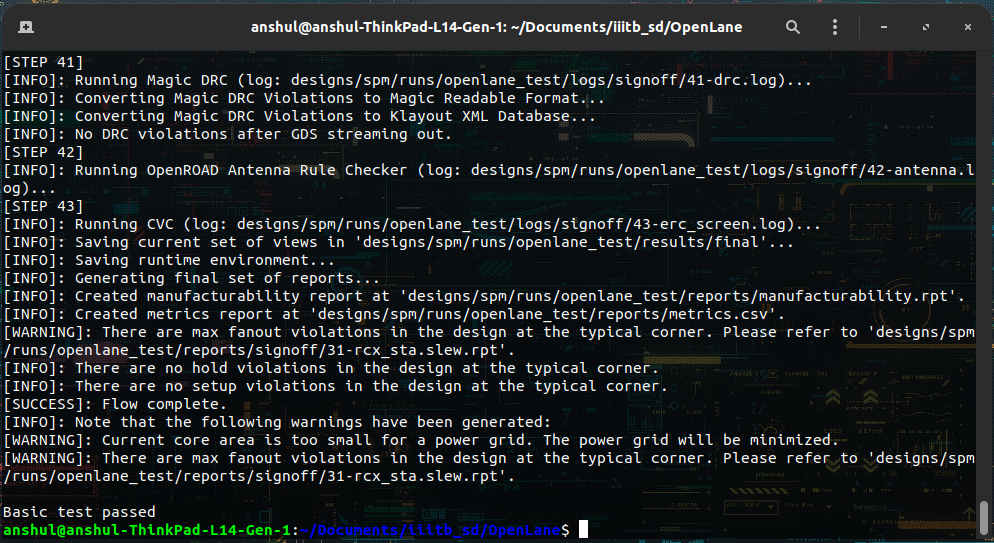 anshul@anshul-ThinkPad-L14-Gen-1: ~/Documents/iiitb_sd/OpenLane
[STEP 41]
[INFO]: Running Magic DRC (log: designs/spm/runs/openlane_test/logs/signoff/41-drc.log)...
[INFO]: Converting Magic DRC Violations to Magic Readable Format...
[INFO]: Converting Magic DRC Violations to Klayout XML Database...
[INFO]: No DRC violations after GDS streaming out.
[STEP 42]
[INFO]: Running OpenROAD Antenna Rule Checker (log: designs/spm/runs/openlane_test/logs/signoff/42-antenna.l
og)...
[STEP 43]
[INFO]: Running CVC (log: designs/spm/runs/openlane_test/logs/signoff/43-erc_screen.log)...
[INFO]: Saving current set of views in 'designs/spm/runs/openlane_test/results/final'...
[INFO]: Saving runtime environment...
[INFO]: Generating final set of reports...
[INFO]: Created manufacturability report at 'designs/spm/runs/openlane_test/reports/manufacturability.rpt'.
[INFO]: Created metrics report at 'designs/spm/runs/openlane_test/reports/metrics.csv'.
[WARNING]: There are max fanout violations in the design at the typical corner. Please refer to 'designs/spm
/runs/openlane_test/reports/signoff/31-rcx_sta.slew.rpt'.
[INFO]: There are no hold violations in the design at the typical corner.
[INFO]: There are no setup violations in the design at the typical corner.
[SUCCESS]: Flow complete.
[INFO]: Note that the following warnings have been generated:
[WARNING]: Current core area is too small for a power grid. The power grid will be minimized.
[WARNING]: There are max fanout violations in the design at the typical corner. Please refer to 'designs/spm
/runs/openlane_test/reports/signoff/31-rcx_sta.slew.rpt'.
Basic test passed
anshul@anshul-ThinkPad-L14-Gen-1:~/Documents/iiitb_sd/OpenLane$